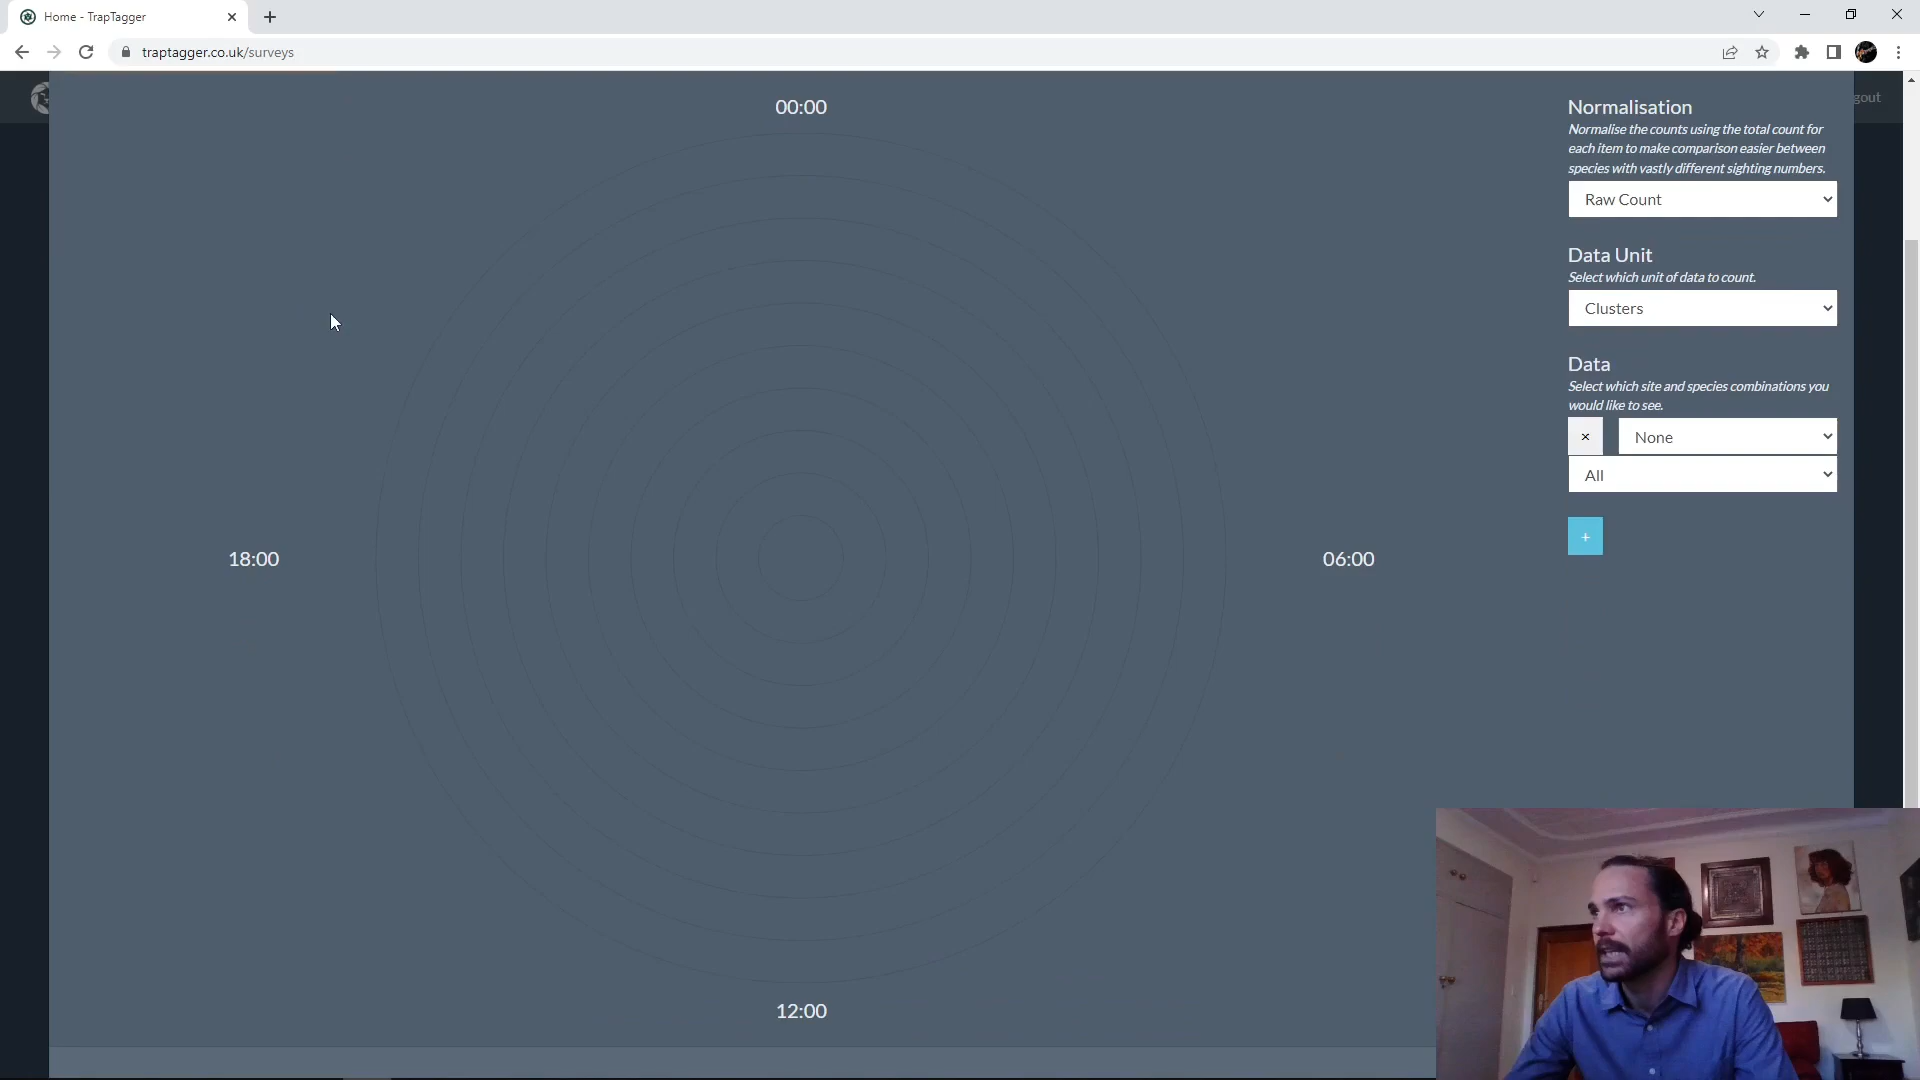 Home - TrapTagger
traptagger.co.uk/surveys
gout
00:00
Normalisation
Normalise the counts using the total count for
each item to make comparison easier between
species with vastly different sighting numbers.
Raw Count
Data Unit
Select which unit of data to count.
Clusters
Data
Select which site and species combinations you
would like to see.
× None
All
+
18:00
06:00
12:00